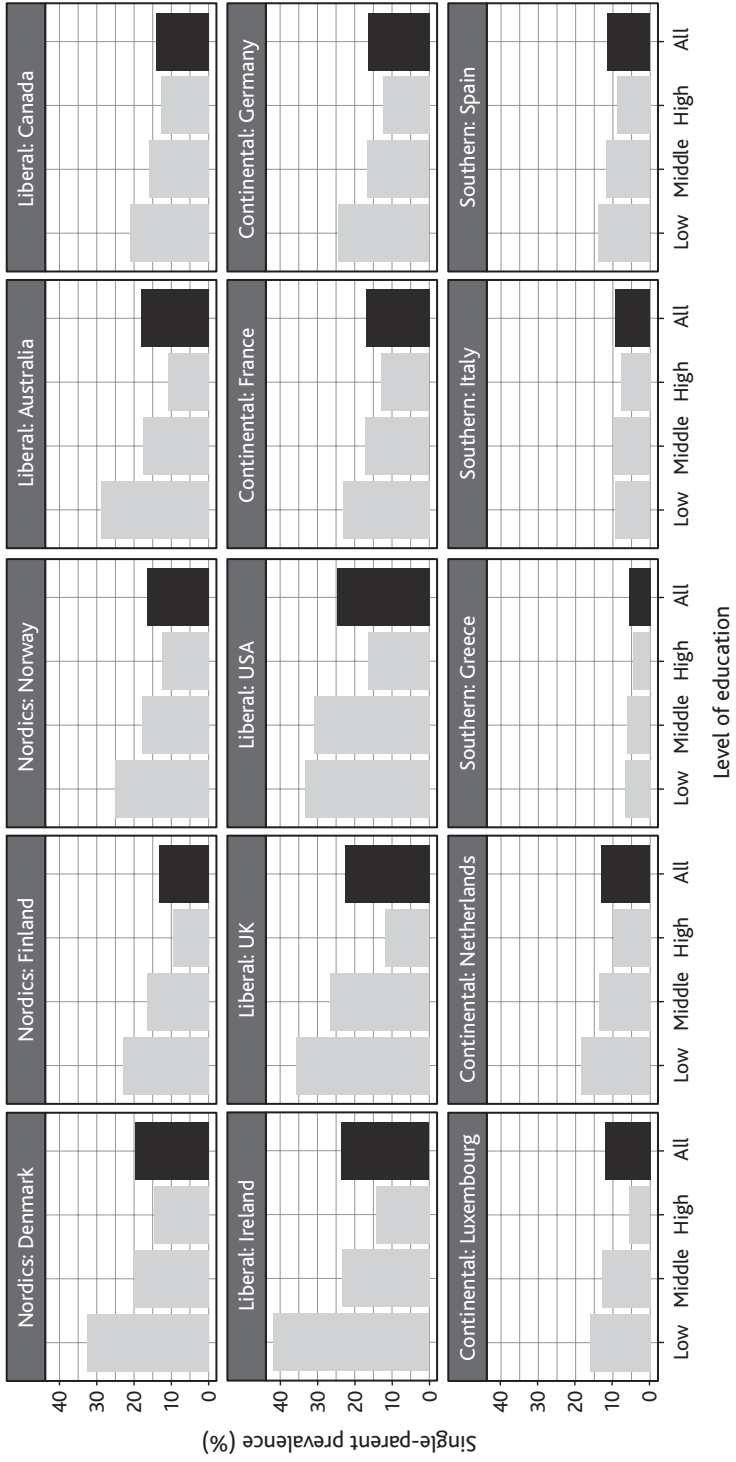 Single-parent prevalence (%)
Nordics: Denmark
Nordics: Finland
Nordics: Norway
Liberal: Australia
Liberal: Canada
40
30
20
10
0
Liberal: Ireland
Liberal: UK
Liberal: USA
Continental: France
Continental: Germany
40
30
20
10
0
Continental: Luxembourg
Continental: Netherlands
Southern: Greece
Southern: Italy
Southern: Spain
40
30
20
10
0
Low Middle High All
Low Middle High All
Low Middle High All
Low Middle High All
Low Middle High All
Level of education